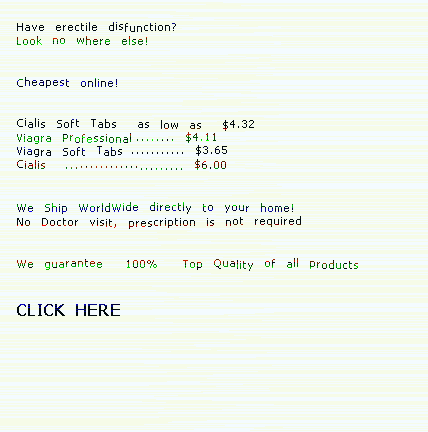 Have erectile disfunction?
Look no where else!
Cheapest online!
Cialis Soft Tabs as low as $4.32
Viagra Professional ........ $4.11
Viagra Soft Tabs ........... $3.65
Cialis ....................... $6.00
We Ship WorldWide directly to your home!
No Doctor visit, prescription is not required
We guarantee 100% Top Quality of all Products
CLICK HERE